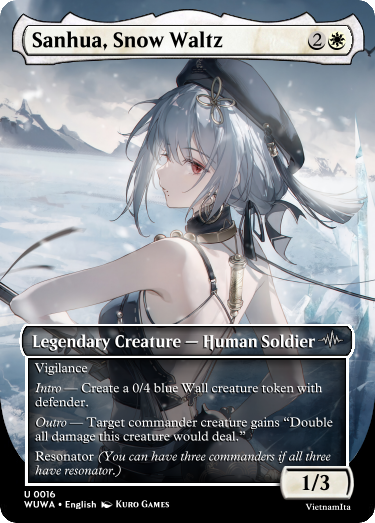 Sanhua, Snow Waltz 2
Legendary Creature — Human Soldier
Vigilance
Intro — Create a 0/4 blue Wall creature token with
defender.
Outro — Target commander creature gains “Double
all damage this creature would deal.”
Resonator (You can have three commanders if all three
have resonator.)
1/3
U 0016
WUWA • English KURO GAMES
VietnamIta